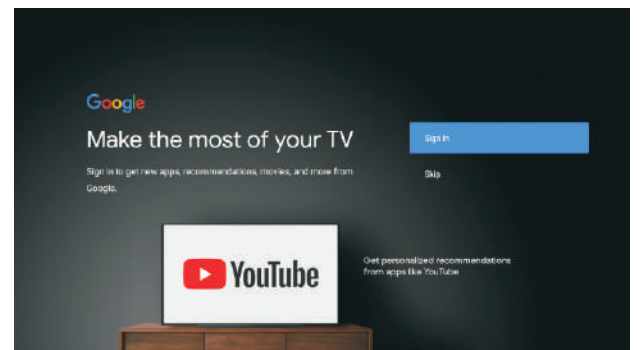 Google
Make the most of your TV
Sign in
Sign in to get new apps, recommendations, movies, and more from
Google.
Skip
YouTube
Get personalized recommendations
from apps like YouTube